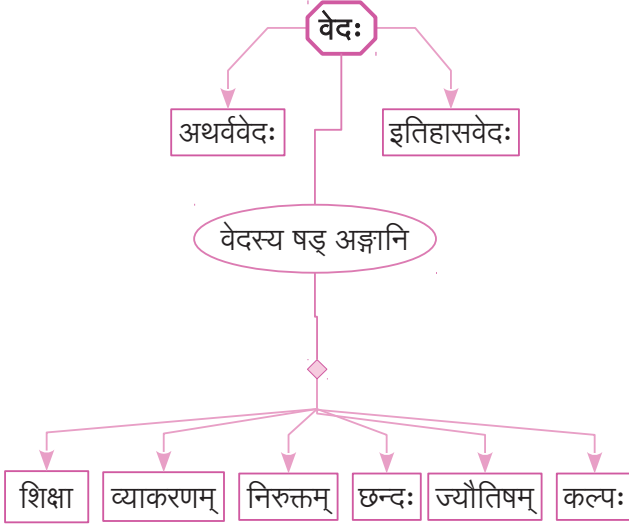 वेदः
अथर्ववेदः
इतिहासवेदः
वेदस्य षड् अङ्गानि
शिक्षा
व्याकरणम्
निरुक्तम्
छन्दः
ज्यौतिषम्
कल्पः